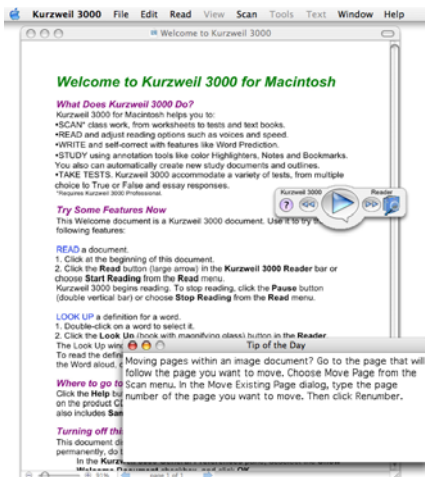 Kurzweil 3000 File Edit Read View Scan Tools Text Window Help
Welcome to Kurzweil 3000
Welcome to Kurzweil 3000 for Macintosh
What Does Kurzweil 3000 Do?
Kurzweil 3000 for Macintosh helps you to:
•SCAN* class work, from worksheets to tests and text books.
•READ and adjust reading options such as voices and speed.
•WRITE and self-correct with features like Word Prediction.
•STUDY using annotation tools like color Highlighters, Notes and Bookmarks.
You also can automatically create new study documents and outlines.
•TAKE TESTS. Kurzweil 3000 accommodate a variety of tests, from multiple
choice to True or False and essay responses.
*Requires Kurzweil 3000 Professional.
Kurzweil 3000 Reader
Try Some Features Now
This Welcome document is a Kurzweil 3000 document. Use it to try
following features:
READ a document.
1. Click at the beginning of this document.
2. Click the Read button (large arrow) in the Kurzweil 3000 Reader bar or
choose Start Reading from the Read menu.
Kurzweil 3000 begins reading. To stop reading, click the Pause button
(double vertical bar) or choose Stop Reading from the Read menu.
LOOK UP a definition for a word.
1. Double-click on a word to select it.
2. Click the Look Up (book with magnifying glass) button in the Reader
The Look Up
To read the
the Word aloud,
Tip of the Day
Moving pages within an image document? Go to the page that will
follow the page you want to move. Choose Move Page from the
Scan menu. In the Move Existing Page dialog, type the page
number of the page you want to move. Then click Renumber.
Where to go
Click the Help
on the product
also includes
Turning off
This document
permanently, do
In the
91% page 1 of 1